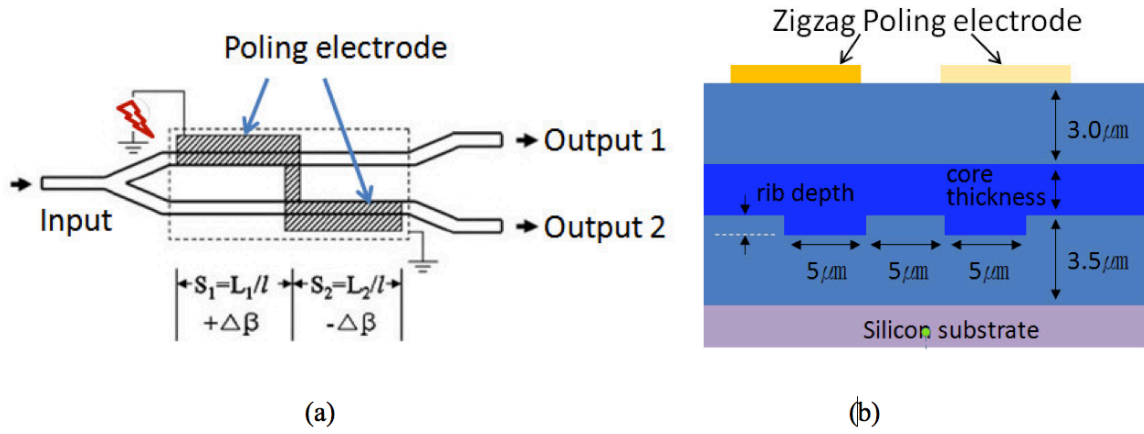 Poling electrode
Output 1
Input
Output 2
S₁=L₁/l
S₂=L₂/l
+△β
-△β
(a)
Zigzag Poling electrode
3.0μm
rib depth
core
thickness
5μm
5μm
5μm
3.5μm
Silicon substrate
(b)